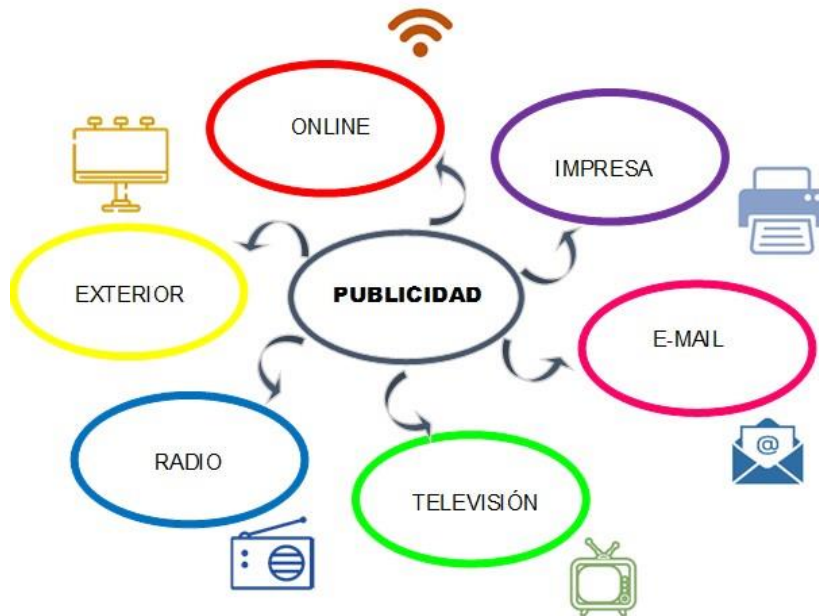 ONLINE
IMPRESA
EXTERIOR
PUBLICIDAD
E-MAIL
RADIO
TELEVISIÓN
@